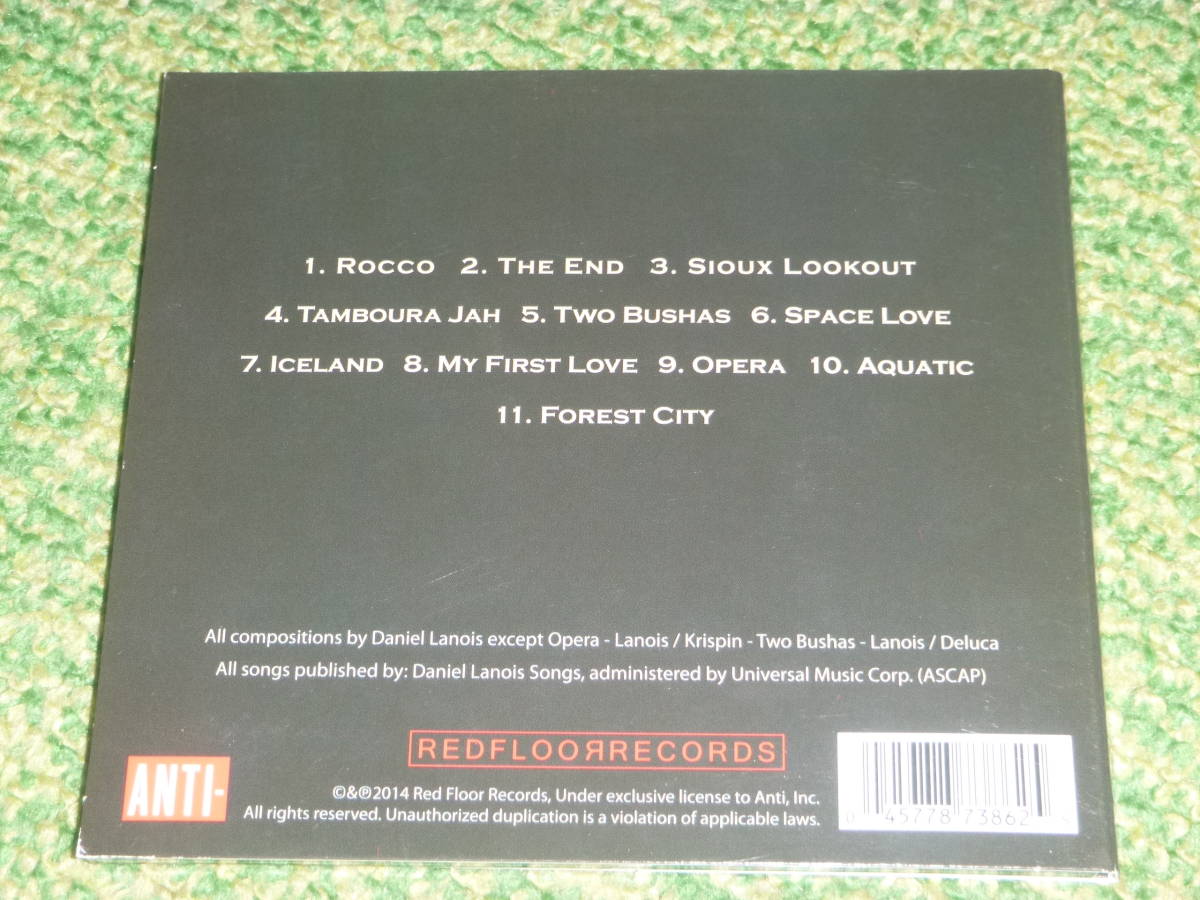 1. ROCCO 2. THE END 3. SIOUX LOOKOUT
4. TAMBOURA JAH 5. TWO BUSHAS 6. SPACE LOVE
7. ICELAND 8. MY FIRST LOVE 9. OPERA 10. AQUATIC
11. FOREST CITY
All compositions by Daniel Lanois except Opera - Lanois / Krispin - Two Bushas - Lanois / Deluca
All songs published by: Daniel Lanois Songs, administered by Universal Music Corp. (ASCAP)
REDFLOOЯRECORDS
ANTI-
©&℗2014 Red Floor Records, Under exclusive license to Anti, Inc.
All rights reserved. Unauthorized duplication is a violation of applicable laws.
0 45778 73862